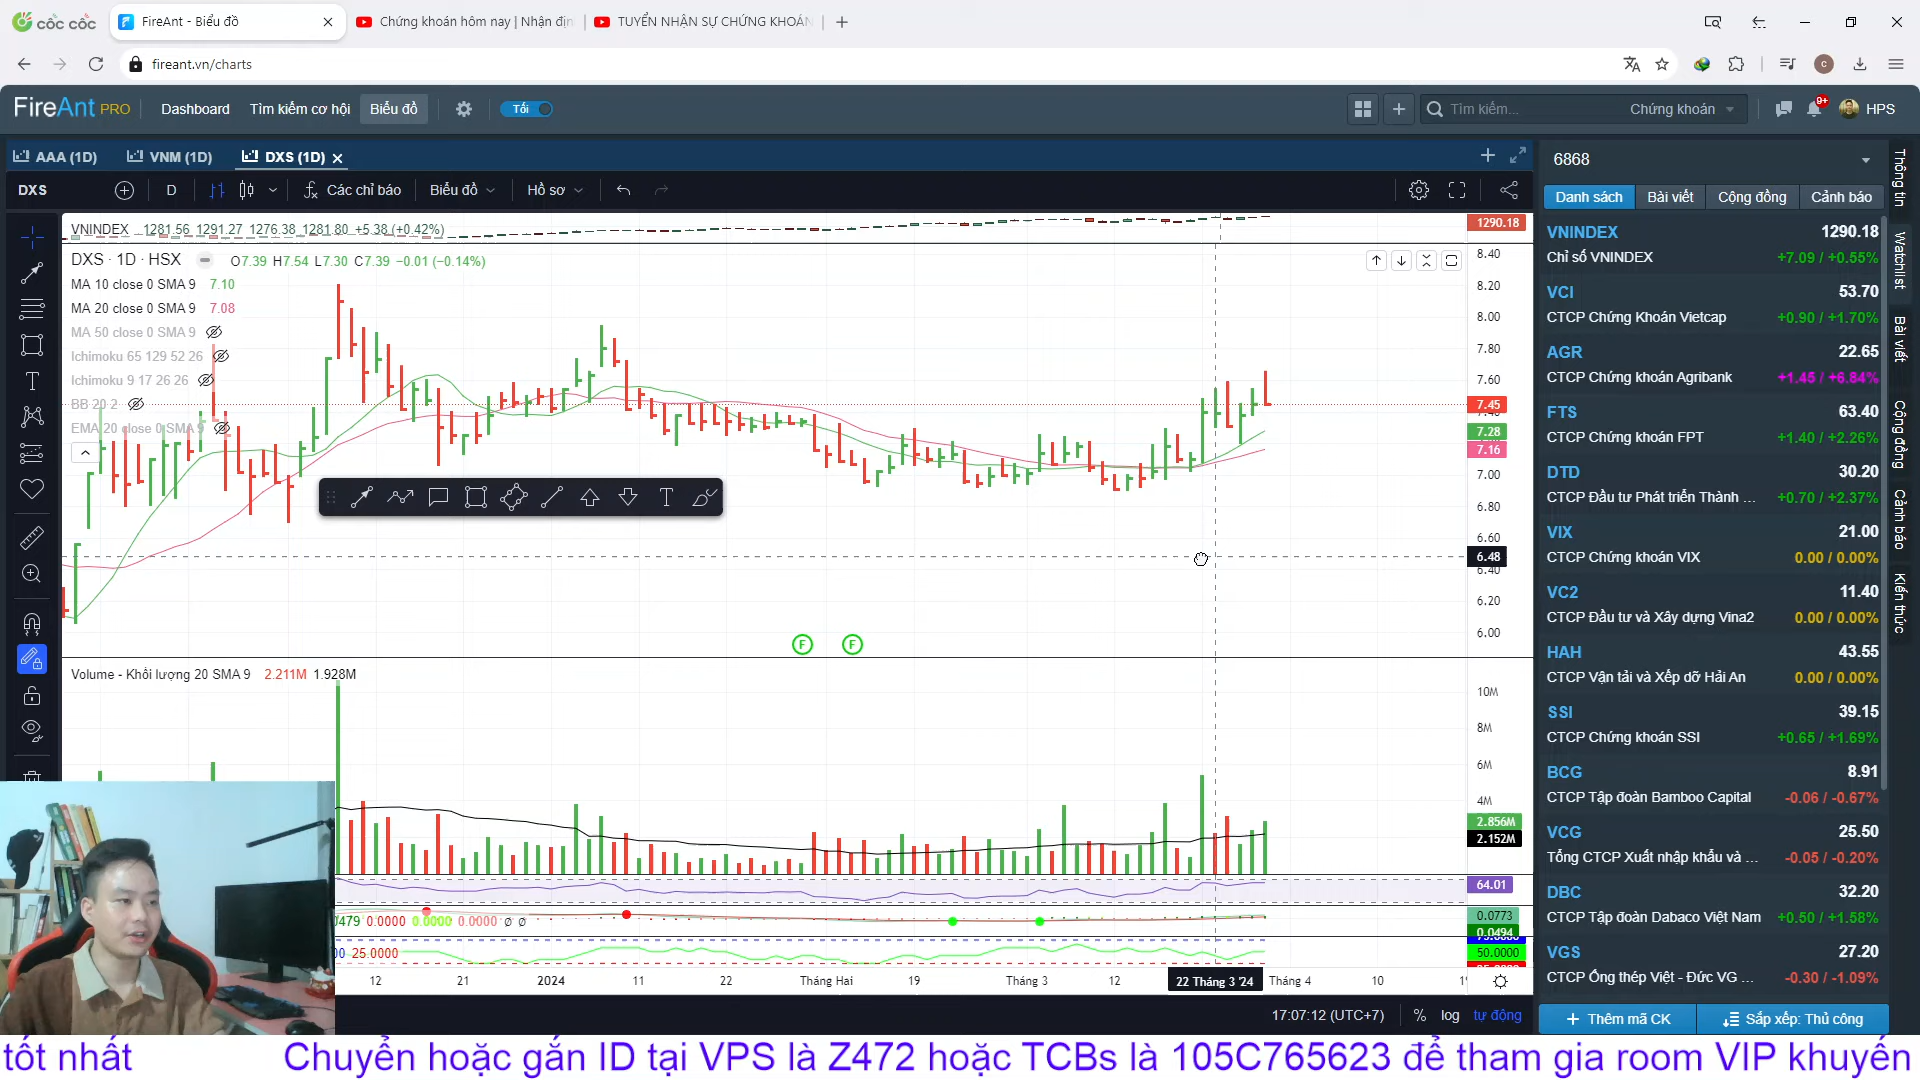 cốc cốc
FireAnt - Biểu đồ
Chứng khoán hôm nay | Nhận địn
TUYỂN NHÂN SỰ CHỨNG KHOÁN
fireant.vn/charts
FireAnt PRO
Dashboard
Tìm kiếm cơ hội
Biểu đồ
Tối
Tìm kiếm...
Chứng khoán
9+
HPS
AAA (1D)
VNM (1D)
DXS (1D)
DXS
D
Các chỉ báo
Biểu đồ
Hồ sơ
VNINDEX 1281.56 1291.27 1276.38 1281.80 +5.38 (+0.42%)
1290.18
DXS · 1D · HSX
O7.39 H7.54 L7.30 C7.39 −0.01 (−0.14%)
MA 10 close 0 SMA 9 7.10
MA 20 close 0 SMA 9 7.08
MA 50 close 0 SMA 9
Ichimoku 65 129 52 26
Ichimoku 9 17 26 26
BB 20 2
EMA 20 close 0 SMA 9
8.40
8.20
8.00
7.80
7.60
7.45
7.28
7.16
7.00
6.80
6.60
6.48
6.40
6.20
6.00
F
F
Volume - Khối lượng 20 SMA 9 2.211M 1.928M
10M
8M
6M
4M
2.856M
2.152M
64.01
0.0773
0.0494
0.0000 0.0000 0.0000 ∅ ∅
25.0000
50.0000
12
21
2024
11
22
Tháng Hai
19
Tháng 3
12
22 Tháng 3 '24
Tháng 4
10
17:07:12 (UTC+7)
%
log
tự động
6868
Danh sách
Bài viết
Cộng đồng
Cảnh báo
VNINDEX 1290.18
Chỉ số VNINDEX +7.09 / +0.55%
VCI 53.70
CTCP Chứng Khoán Vietcap +0.90 / +1.70%
AGR 22.65
CTCP Chứng khoán Agribank +1.45 / +6.84%
FTS 63.40
CTCP Chứng khoán FPT +1.40 / +2.26%
DTD 30.20
CTCP Đầu tư Phát triển Thành ... +0.70 / +2.37%
VIX 21.00
CTCP Chứng khoán VIX 0.00 / 0.00%
VC2 11.40
CTCP Đầu tư và Xây dựng Vina2 0.00 / 0.00%
HAH 43.55
CTCP Vận tải và Xếp dỡ Hải An 0.00 / 0.00%
SSI 39.15
CTCP Chứng khoán SSI +0.65 / +1.69%
BCG 8.91
CTCP Tập đoàn Bamboo Capital -0.06 / -0.67%
VCG 25.50
Tổng CTCP Xuất nhập khẩu và ... -0.05 / -0.20%
DBC 32.20
CTCP Tập đoàn Dabaco Việt Nam +0.50 / +1.58%
VGS 27.20
CTCP Ống thép Việt - Đức VG ... -0.30 / -1.09%
Thêm mã CK
Sắp xếp: Thủ công
Thông tin
Watchlist
Bài viết
Cộng đồng
Cảnh báo
Kiến thức
tốt nhất Chuyển hoặc gắn ID tại VPS là Z472 hoặc TCBs là 105C765623 để tham gia room VIP khuyến